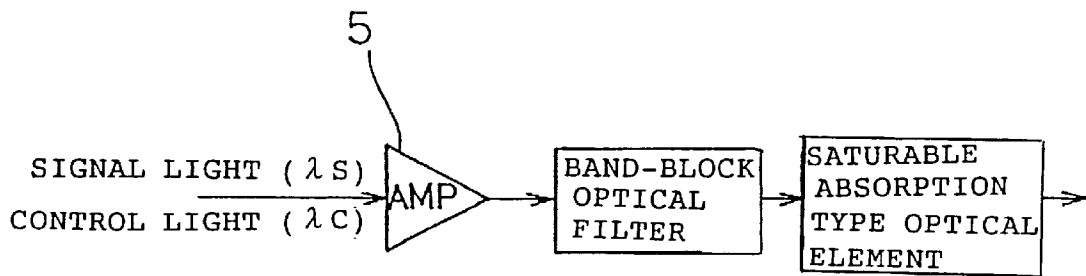 5
SIGNAL LIGHT (λS)
CONTROL LIGHT (λC)
AMP
BAND-BLOCK
OPTICAL
FILTER
SATURABLE
ABSORPTION
TYPE OPTICAL
ELEMENT